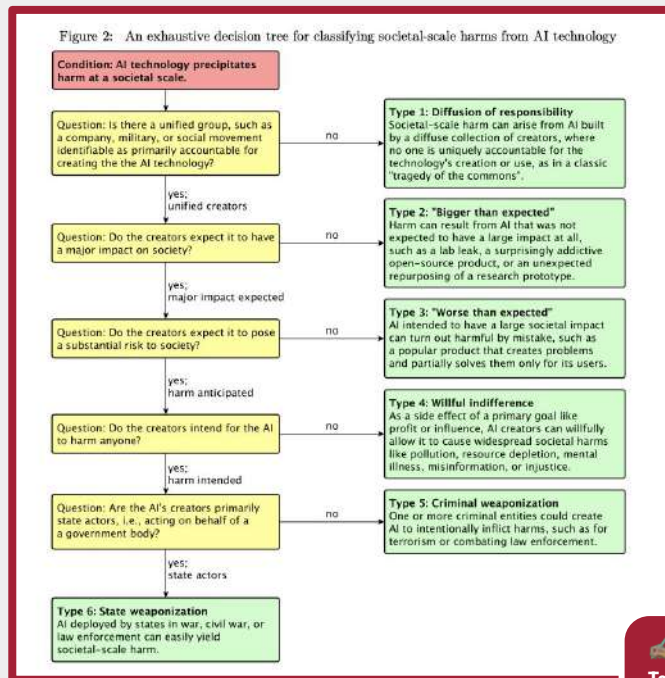 Figure 2: An exhaustive decision tree for classifying societal-scale harms from AI technology
Condition: AI technology precipitates
harm at a societal scale.
Question: Is there a unified group, such as
a company, military, or social movement
identifiable as primarily accountable for
creating the the AI technology?
no
Type 1: Diffusion of responsibility
Societal-scale harm can arise from AI built
by a diffuse collection of creators, where
no one is uniquely accountable for the
technology's creation or use, as in a classic
"tragedy of the commons".
yes;
unified creators
Question: Do the creators expect it to have
a major impact on society?
no
Type 2: "Bigger than expected"
Harm can result from AI that was not
expected to have a large impact at all,
such as a lab leak, a surprisingly addictive
open-source product, or an unexpected
repurposing of a research prototype.
yes;
major impact expected
Question: Do the creators expect it to pose
a substantial risk to society?
no
Type 3: "Worse than expected"
AI intended to have a large societal impact
can turn out harmful by mistake, such as
a popular product that creates problems
and partially solves them only for its users.
yes;
harm anticipated
Question: Do the creators intend for the AI
to harm anyone?
no
Type 4: Willful indifference
As a side effect of a primary goal like
profit or influence, AI creators can willfully
allow it to cause widespread societal harms
like pollution, resource depletion, mental
illness, misinformation, or injustice.
yes;
harm intended
Question: Are the AI's creators primarily
state actors, i.e., acting on behalf of a
a government body?
no
Type 5: Criminal weaponization
One or more criminal entities could create
AI to intentionally inflict harms, such as for
terrorism or combating law enforcement.
yes;
state actors
Type 6: State weaponization
AI deployed by states in war, civil war, or
law enforcement can easily yield
societal-scale harm.